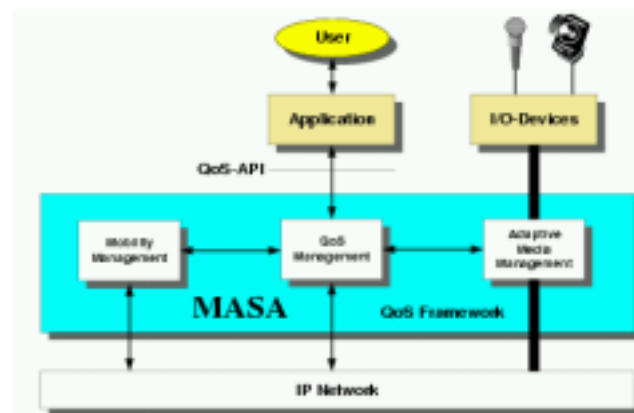 User
Application
I/O-Devices
QoS-API
Mobility
Management
QoS
Management
Adaptive
Media
Management
MASA
QoS Framework
IP Network